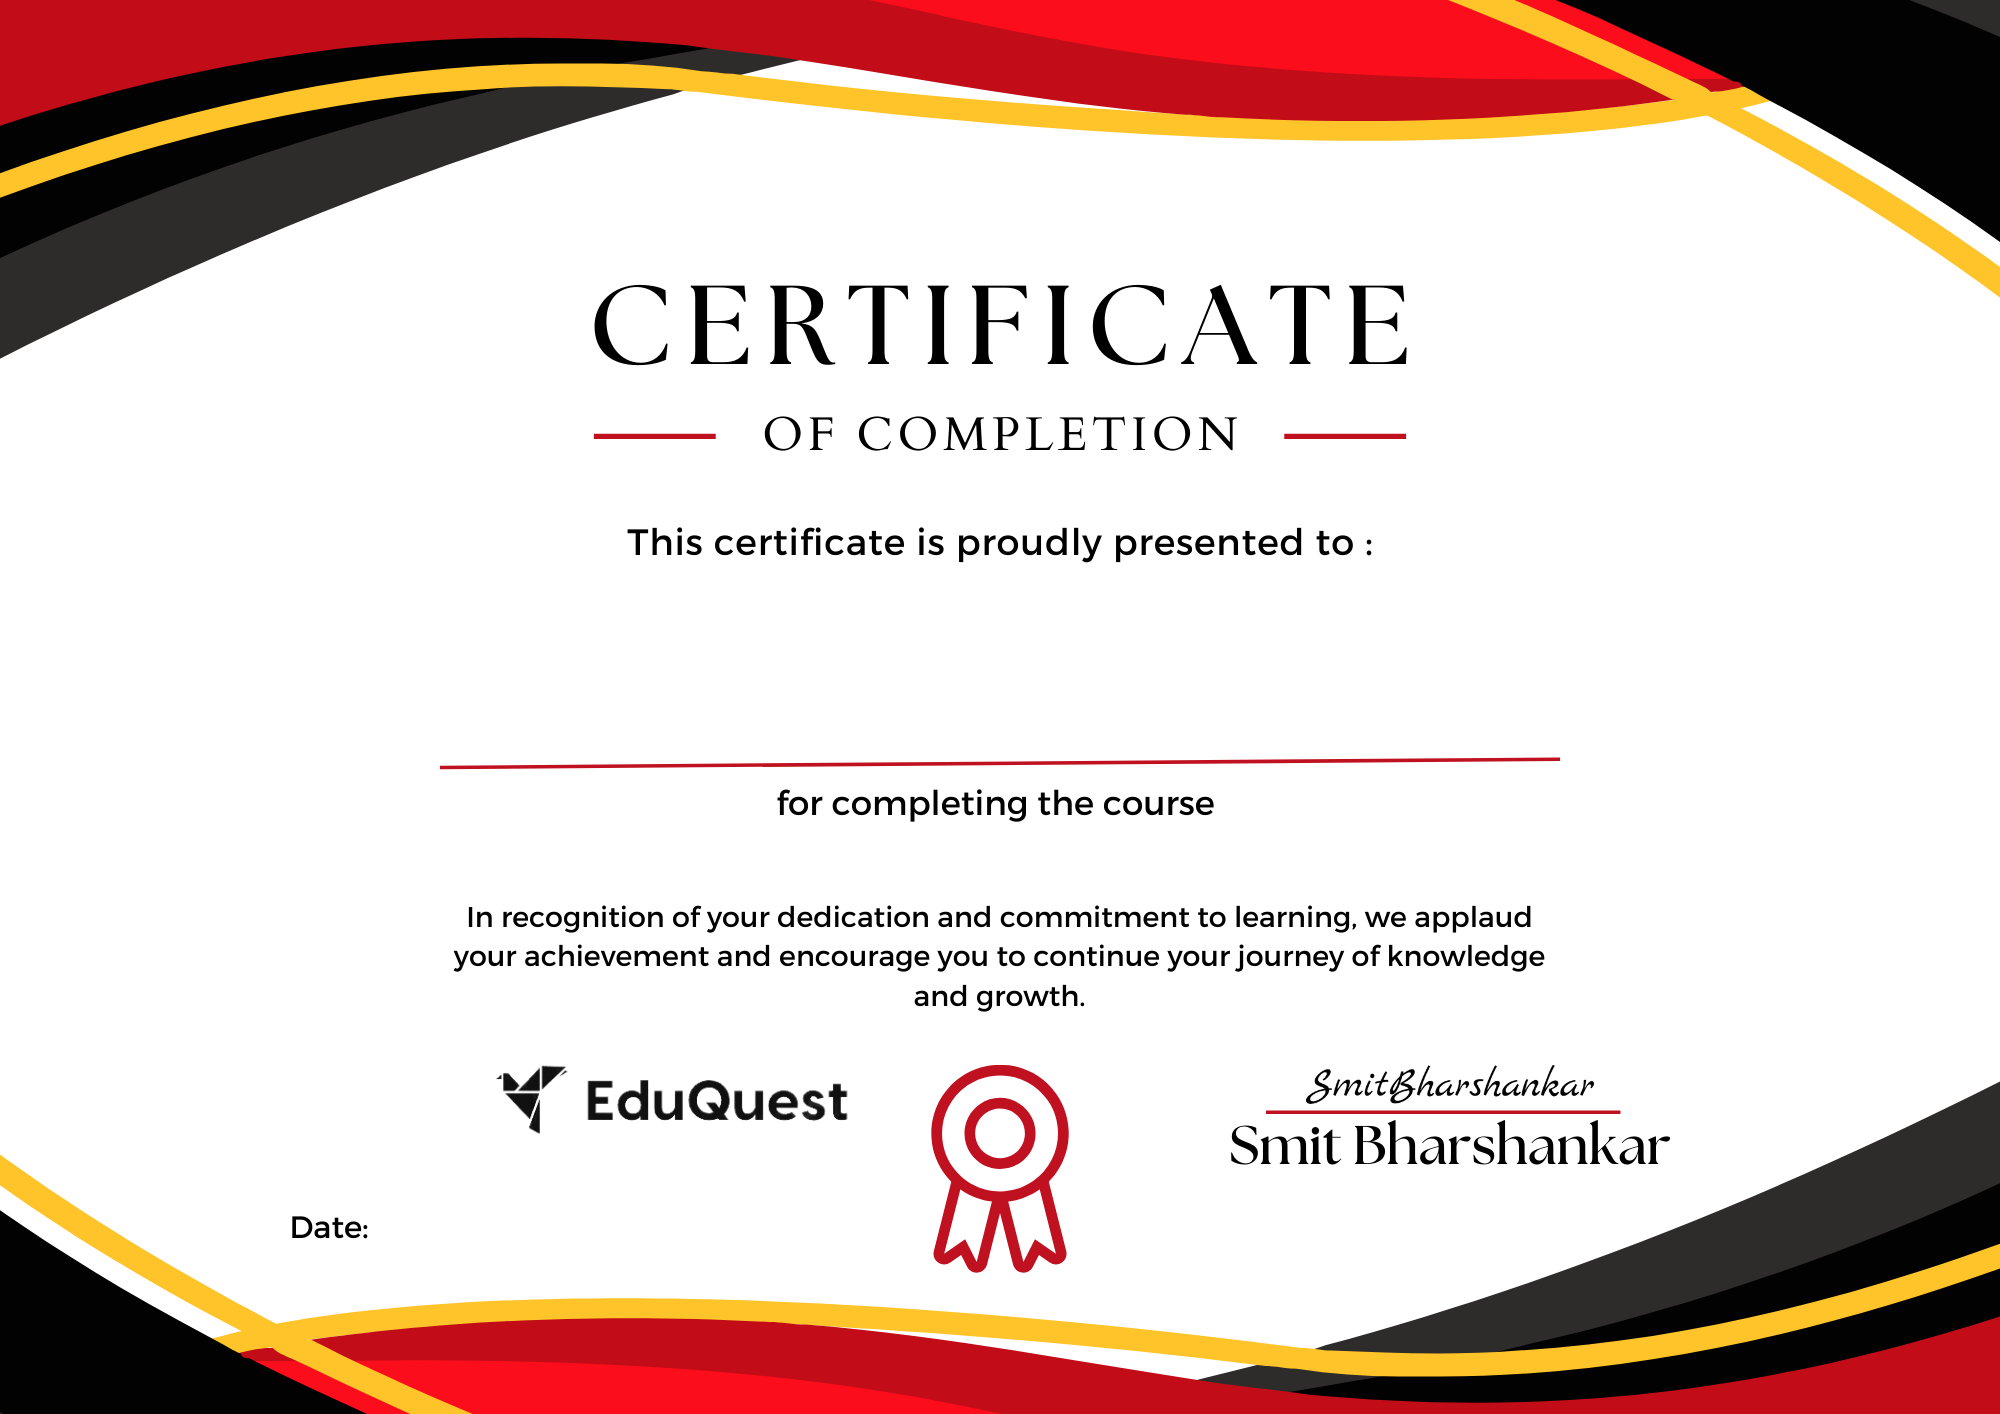 CERTIFICATE
OF COMPLETION
This certificate is proudly presented to :
for completing the course
In recognition of your dedication and commitment to learning, we applaud
your achievement and encourage you to continue your journey of knowledge
and growth.
EduQuest
SmitBharshankar
Smit Bharshankar
Date: